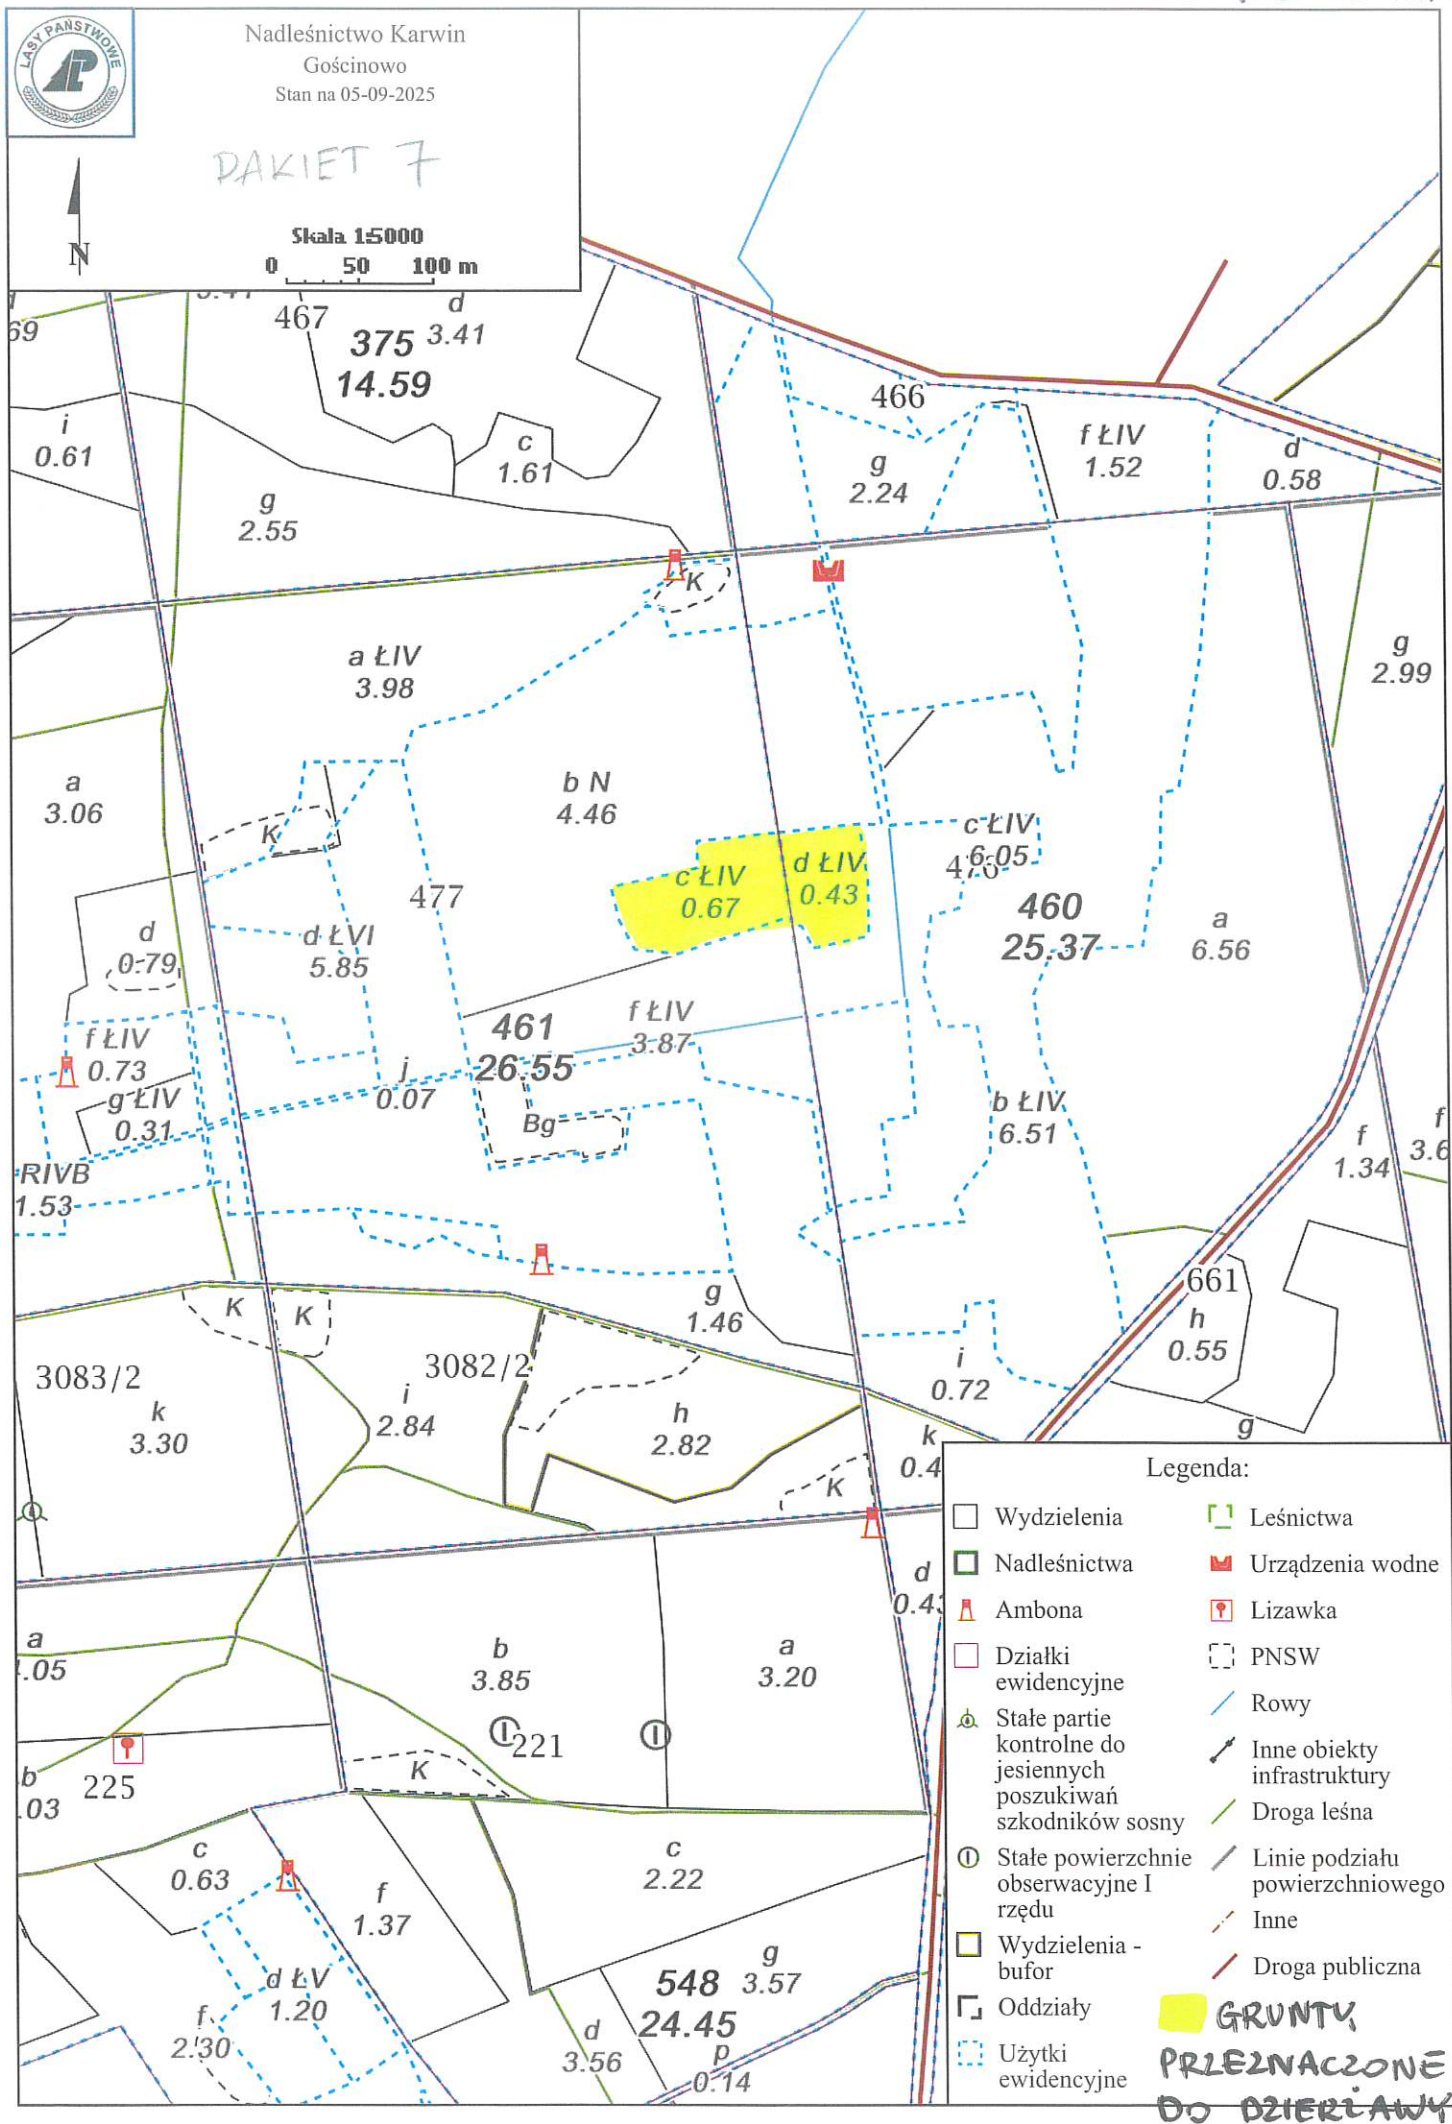 LASY PAŃSTWOWE
Nadleśnictwo Karwin
Gościnowo
Stan na 05-09-2025
PAKIET 7
N
Skala 1:5000
0 50 100 m
69
467
d
3.41
375
14.59
i
0.61
c
1.61
g
2.55
466
g
2.24
f ŁIV
1.52
d
0.58
K
a ŁIV
3.98
g
2.99
a
3.06
b N
4.46
K
c ŁIV
6.05
476
c ŁIV
0.67
d ŁIV
0.43
477
460
25.37
a
6.56
d
0.79
d ŁVI
5.85
461
26.55
f ŁIV
3.87
f ŁIV
0.73
g ŁIV
0.31
j
0.07
Bg
b ŁIV
6.51
f
1.34
f
3.6
RIVB
1.53
661
g
1.46
h
0.55
K
K
3083/2
3082/2
k
3.30
i
2.84
h
2.82
i
0.72
g
k
0.4
K
d
0.43
a
.05
b
3.85
a
3.20
221
K
b
.03
225
c
0.63
f
1.37
c
2.22
d ŁV
1.20
f
2.30
548
24.45
g
3.57
d
3.56
p
0.14
Legenda:
Wydzielenia
Nadleśnictwa
Ambona
Działki
ewidencyjne
Stałe partie
kontrolne do
jesiennych
poszukiwań
szkodników sosny
Stałe powierzchnie
obserwacyjne I
rzędu
Wydzielenia -
bufor
Oddziały
Użytki
ewidencyjne
Leśnictwa
Urządzenia wodne
Lizawka
PNSW
Rowy
Inne obiekty
infrastruktury
Droga leśna
Linie podziału
powierzchniowego
Inne
Droga publiczna
GRUNTY
PRZEZNACZONE
DO DZIERŻAWY